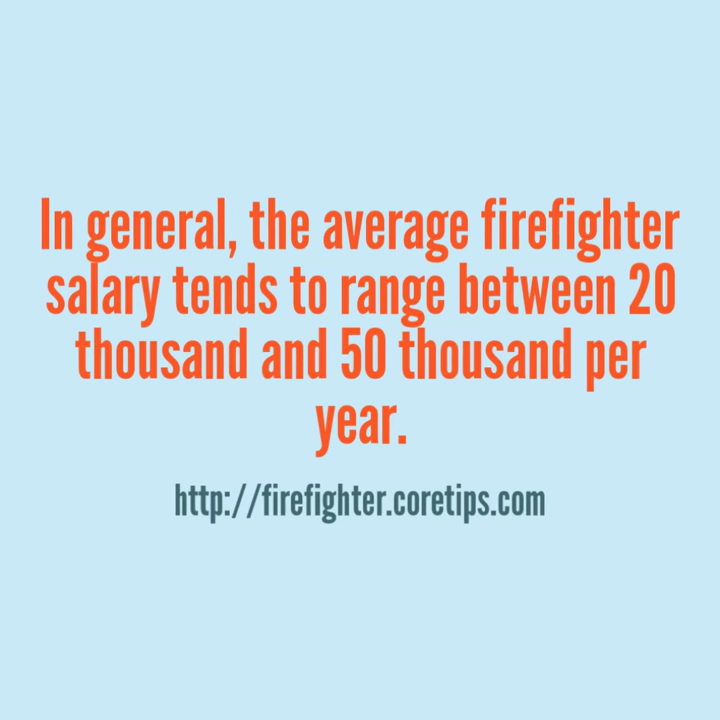 In general, the average firefighter
salary tends to range between 20
thousand and 50 thousand per
year.
http://firefighter.coretips.com